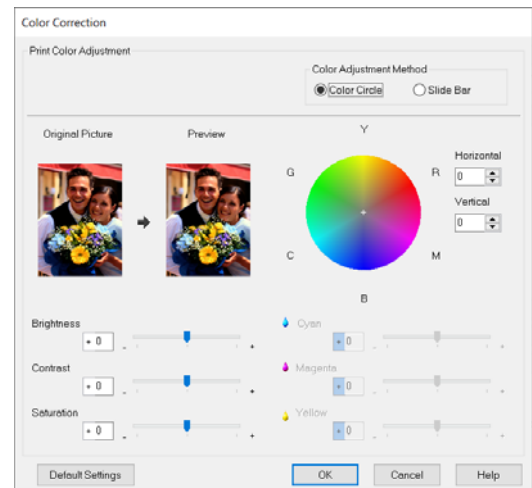 Color Correction
Print Color Adjustment
Color Adjustment Method
Color Circle
Slide Bar
Original Picture
Preview
Y
G
R
C
M
B
Horizontal
0
Vertical
0
Brightness
+ 0
-
+
Contrast
+ 0
-
+
Saturation
+ 0
-
+
Cyan
+ 0
-
+
Magenta
+ 0
-
+
Yellow
+ 0
-
+
Default Settings
OK
Cancel
Help